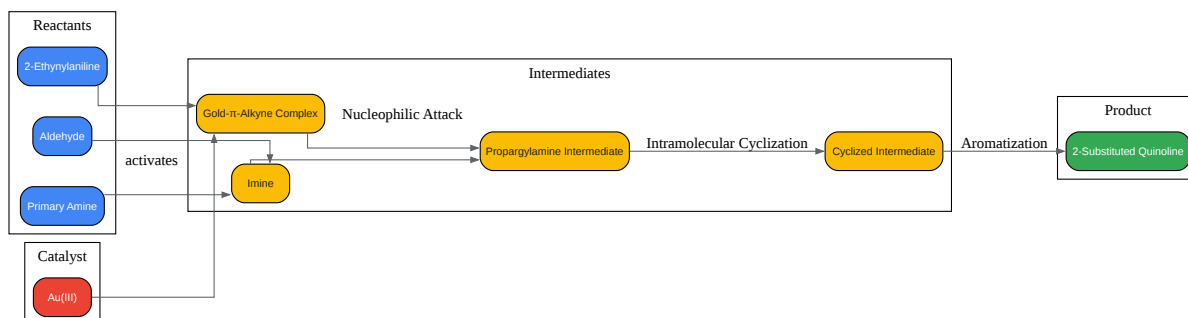 Reactants
2-Ethynylaniline
Aldehyde
Primary Amine
activates
Catalyst
Au(III)
Intermediates
Gold-π-Alkyne Complex
Nucleophilic Attack
Imine
Propargylamine Intermediate
Intramolecular Cyclization
Cyclized Intermediate
Aromatization
Product
2-Substituted Quinoline